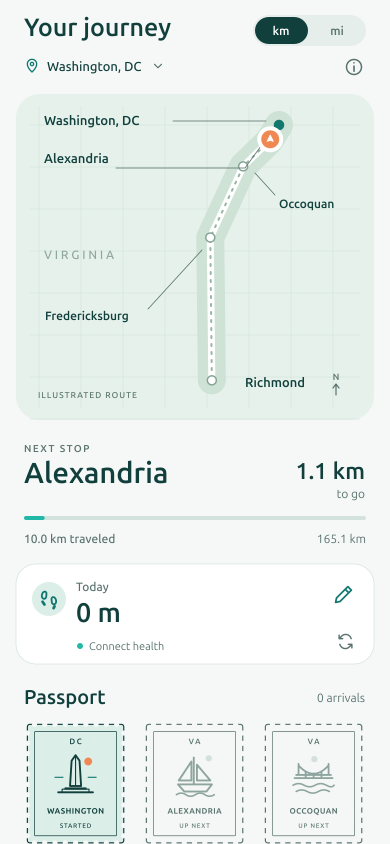 Your journey
km
mi
Washington, DC
Washington, DC
Alexandria
Occoquan
VIRGINIA
Fredericksburg
Richmond
N
ILLUSTRATED ROUTE
NEXT STOP
Alexandria
1.1 km
to go
10.0 km traveled
165.1 km
Today
0 m
Connect health
Passport
0 arrivals
DC
WASHINGTON
STARTED
VA
ALEXANDRIA
UP NEXT
VA
OCCOQUAN
UP NEXT